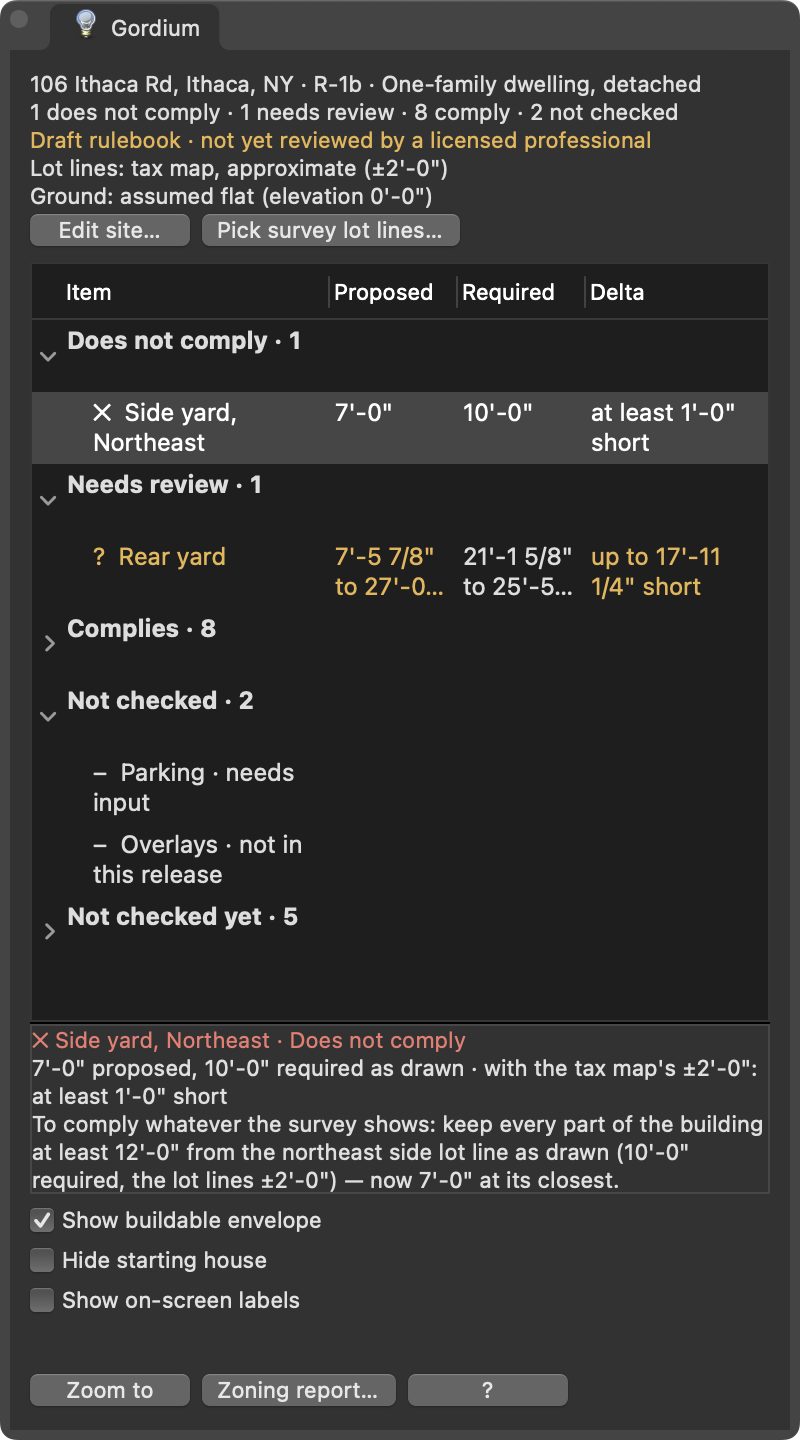 Gordium
106 Ithaca Rd, Ithaca, NY · R-1b · One-family dwelling, detached
1 does not comply · 1 needs review · 8 comply · 2 not checked
Draft rulebook · not yet reviewed by a licensed professional
Lot lines: tax map, approximate (±2'-0")
Ground: assumed flat (elevation 0'-0")
Edit site... Pick survey lot lines...
Item Proposed Required Delta
Does not comply · 1
✕ Side yard, 7'-0" 10'-0" at least 1'-0"
Northeast short
Needs review · 1
? Rear yard 7'-5 7/8" 21'-1 5/8" up to 17'-11
to 27'-0... to 25'-5... 1/4" short
Complies · 8
Not checked · 2
– Parking · needs
input
– Overlays · not in
this release
Not checked yet · 5
✕ Side yard, Northeast · Does not comply
7'-0" proposed, 10'-0" required as drawn · with the tax map's ±2'-0":
at least 1'-0" short
To comply whatever the survey shows: keep every part of the building
at least 12'-0" from the northeast side lot line as drawn (10'-0"
required, the lot lines ±2'-0") — now 7'-0" at its closest.
Show buildable envelope
Hide starting house
Show on-screen labels
Zoom to Zoning report... ?